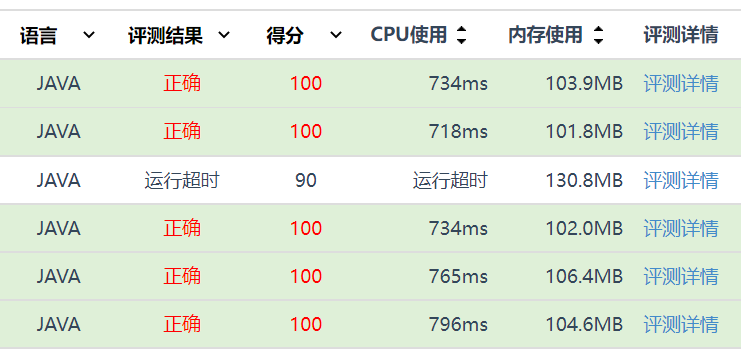 语言 评测结果 得分 CPU使用 内存使用 评测详情
JAVA 正确 100 734ms 103.9MB 评测详情
JAVA 正确 100 718ms 101.8MB 评测详情
JAVA 运行超时 90 运行超时 130.8MB 评测详情
JAVA 正确 100 734ms 102.0MB 评测详情
JAVA 正确 100 765ms 106.4MB 评测详情
JAVA 正确 100 796ms 104.6MB 评测详情